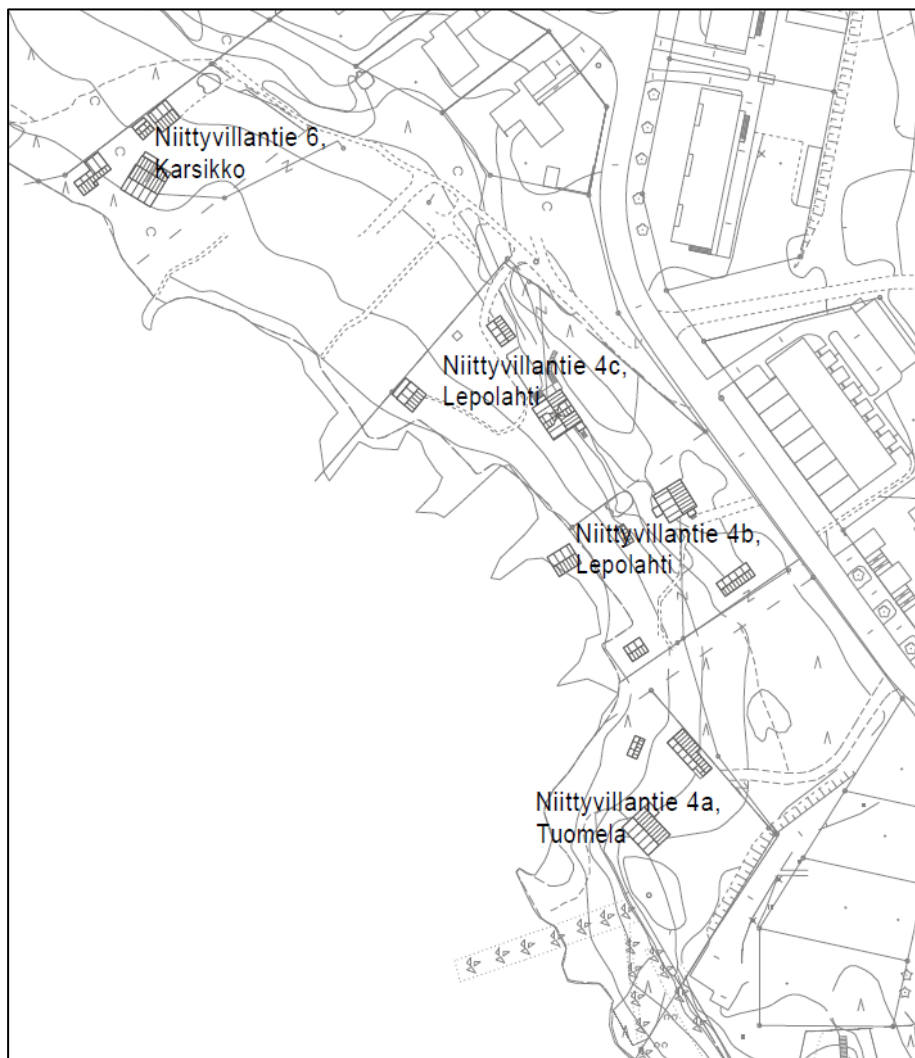 Niittyvillantie 6,
Karsikko
Niittyvillantie 4c,
Lepolahti
Niittyvillantie 4b,
Lepolahti
Niittyvillantie 4a,
Tuomela